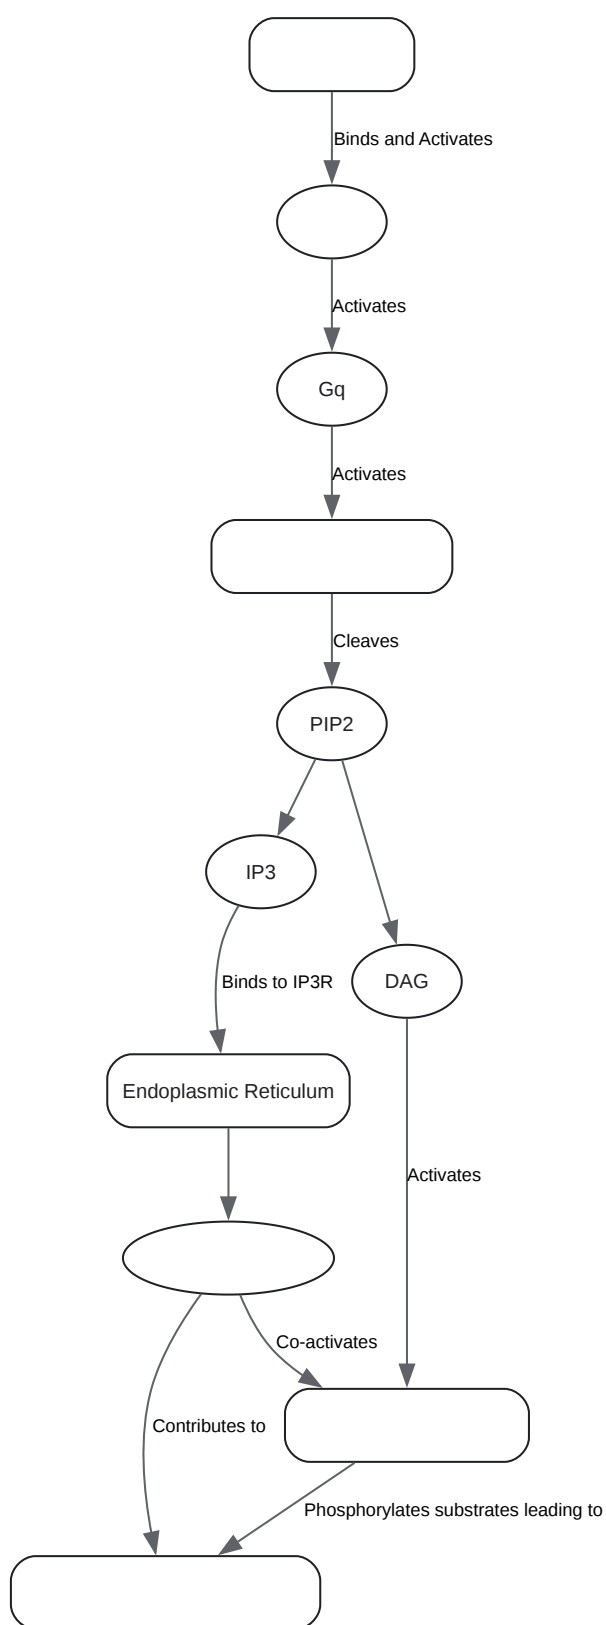 Binds and Activates
Activates
Gq
Activates
Cleaves
PIP2
IP3
DAG
Binds to IP3R
Endoplasmic Reticulum
Activates
Co-activates
Contributes to
Phosphorylates substrates leading to